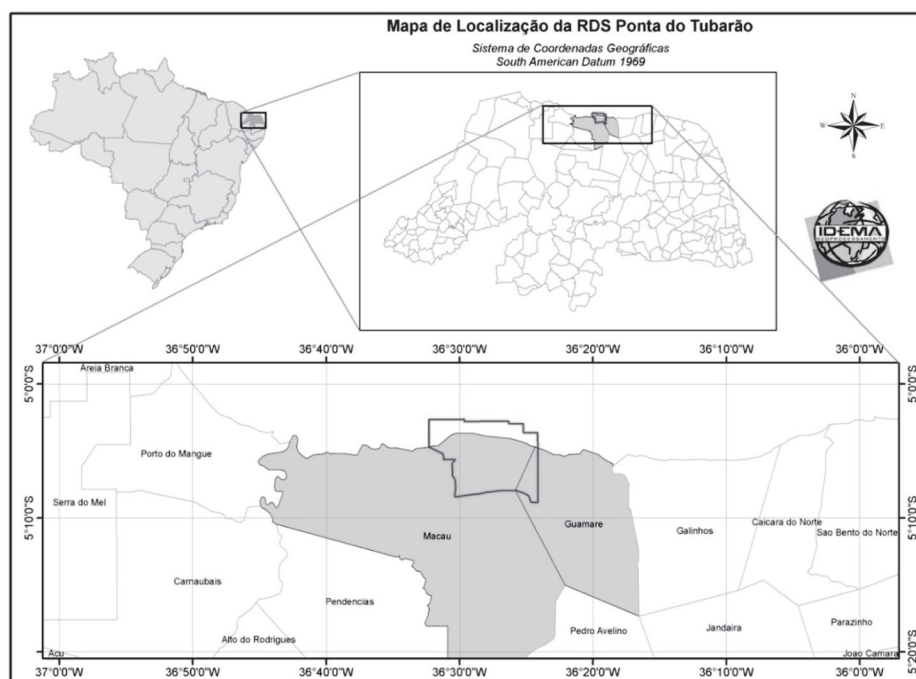 Mapa de Localização da RDS Ponta do Tubarão
Sistema de Coordenadas Geográficas
South American Datum 1969
N
W E
S
IDEMA
GEOPROCESSAMENTO
37°0'0"W 36°50'0"W 36°40'0"W 36°30'0"W 36°20'0"W 36°10'0"W 36°0'0"W
5°0'0"S 5°0'0"S
Areia Branca
Porto do Mangue
Serra do Mel
5°10'0"S 5°10'0"S
Macau
Guamare
Galinhos
Caicara do Norte
Sao Bento do Norte
Carnaubais
Pendencias
Alto do Rodrigues
Pedro Avelino
Jandaira
Parazinho
Acu
Joao Camara
5°20'0"S 5°20'0"S
37°0'0"W 36°50'0"W 36°40'0"W 36°30'0"W 36°20'0"W 36°10'0"W 36°0'0"W